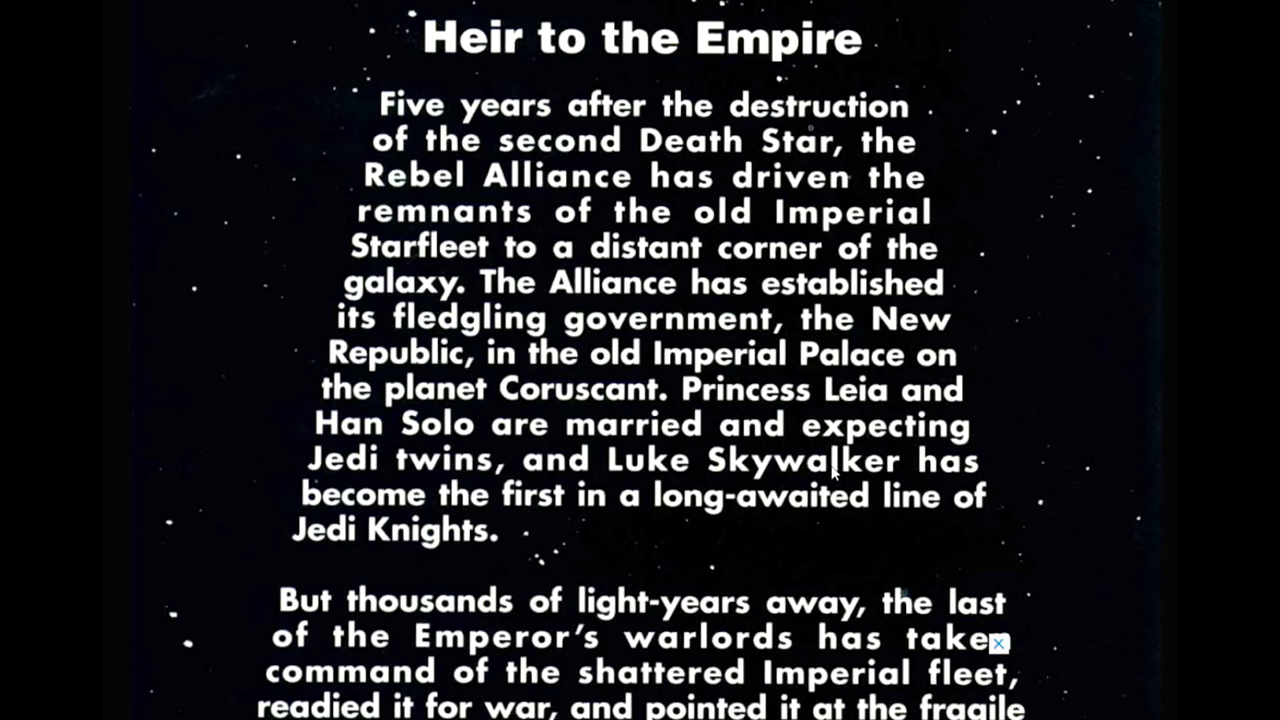 Heir to the Empire
Five years after the destruction
of the second Death Star, the
Rebel Alliance has driven the
remnants of the old Imperial
Starfleet to a distant corner of the
galaxy. The Alliance has established
its fledgling government, the New
Republic, in the old Imperial Palace on
the planet Coruscant. Princess Leia and
Han Solo are married and expecting
Jedi twins, and Luke Skywalker has
become the first in a long-awaited line of
Jedi Knights.
But thousands of light-years away, the last
of the Emperor's warlords has taken
command of the shattered Imperial fleet,
readied it for war, and pointed it at the fragile